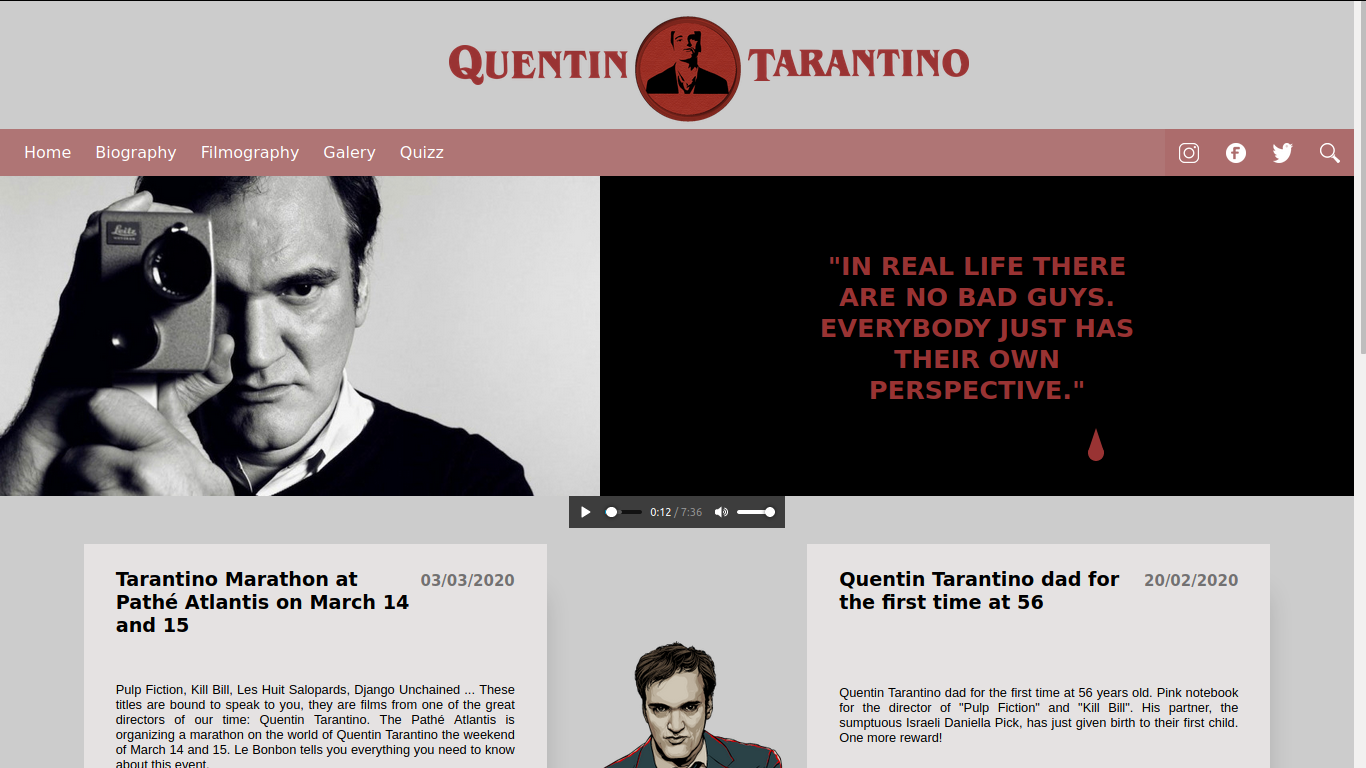 QUENTIN TARANTINO
Home Biography Filmography Galery Quizz
Leitz
"IN REAL LIFE THERE
ARE NO BAD GUYS.
EVERYBODY JUST HAS
THEIR OWN
PERSPECTIVE."
0:12 / 7:36
Tarantino Marathon at
Pathé Atlantis on March 14
and 15
03/03/2020
Pulp Fiction, Kill Bill, Les Huit Salopards, Django Unchained ... These
titles are bound to speak to you, they are films from one of the great
directors of our time: Quentin Tarantino. The Pathé Atlantis is
organizing a marathon on the world of Quentin Tarantino the weekend
of March 14 and 15. Le Bonbon tells you everything you need to know
about this event.
Quentin Tarantino dad for
the first time at 56
20/02/2020
Quentin Tarantino dad for the first time at 56 years old. Pink notebook
for the director of "Pulp Fiction" and "Kill Bill". His partner, the
sumptuous Israeli Daniella Pick, has just given birth to their first child.
One more reward!